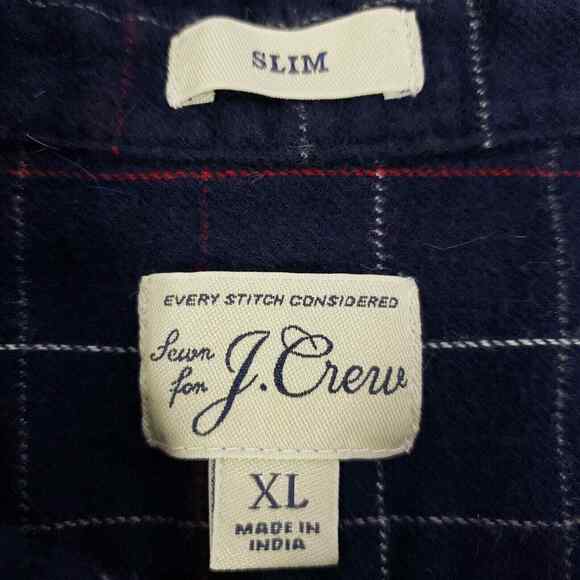 SLIM
EVERY STITCH CONSIDERED
Sewn
for J.Crew
XL
MADE IN
INDIA